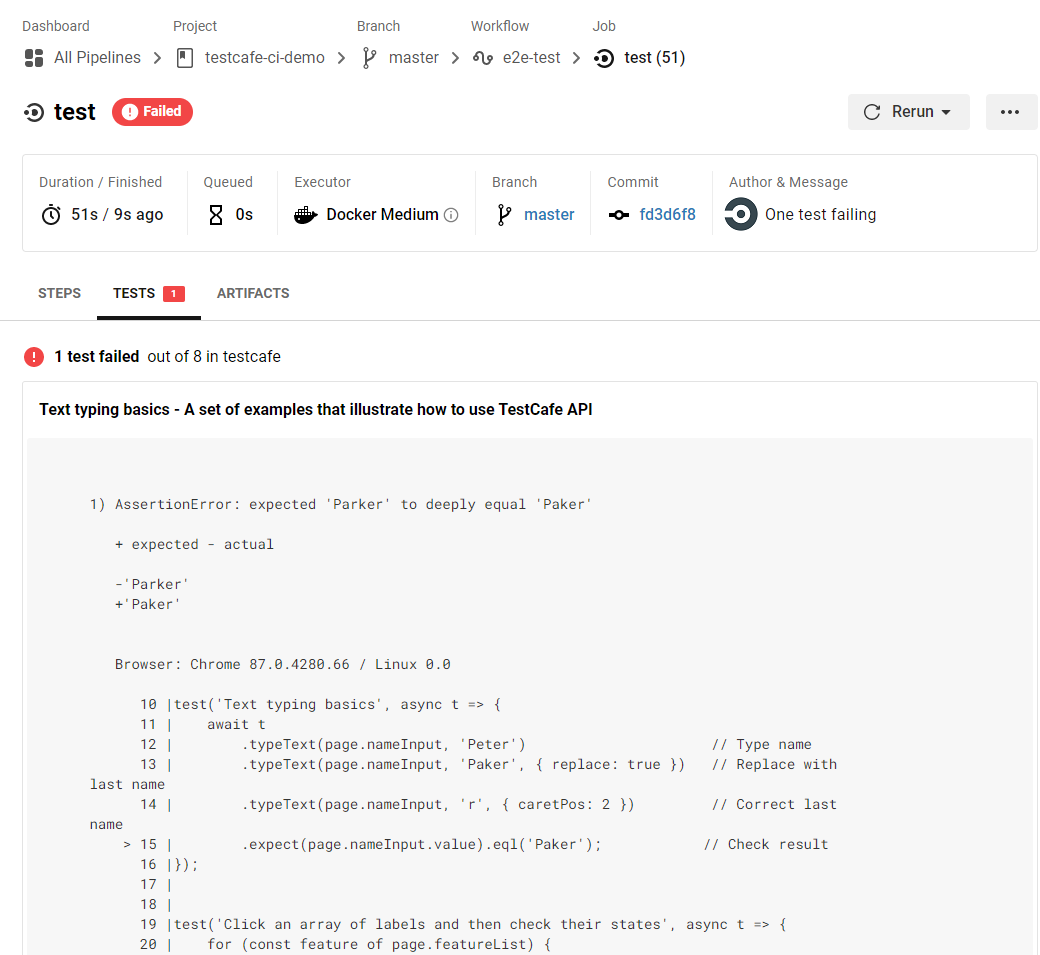 Dashboard Project Branch Workflow Job
All Pipelines testcafe-ci-demo master e2e-test test (51)
test Failed Rerun
Duration / Finished Queued Executor Branch Commit Author & Message
51s / 9s ago 0s Docker Medium master fd3d6f8 One test failing
STEPS TESTS 1 ARTIFACTS
1 test failed out of 8 in testcafe
Text typing basics - A set of examples that illustrate how to use TestCafe API
1) AssertionError: expected 'Parker' to deeply equal 'Paker'
+ expected - actual
-'Parker'
+'Paker'
Browser: Chrome 87.0.4280.66 / Linux 0.0
10 |test('Text typing basics', async t => {
11 |    await t
12 |        .typeText(page.nameInput, 'Peter')                      // Type name
13 |        .typeText(page.nameInput, 'Paker', { replace: true })   // Replace with
last name
14 |        .typeText(page.nameInput, 'r', { caretPos: 2 })         // Correct last
name
> 15 |        .expect(page.nameInput.value).eql('Paker');            // Check result
16 |});
17 |
18 |
19 |test('Click an array of labels and then check their states', async t => {
20 |    for (const feature of page.featureList) {